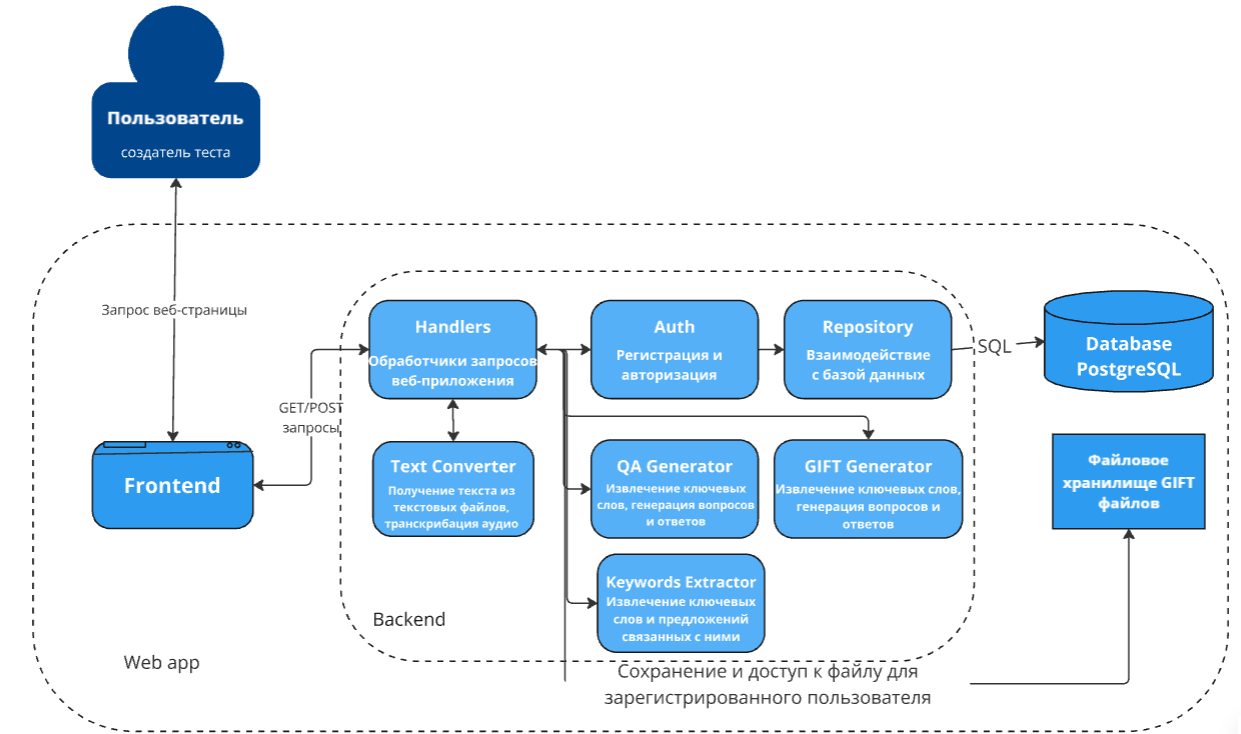 Пользователь
создатель теста
Запрос веб-страницы
Frontend
GET/POST
запросы
Handlers
Обработчики запросов
веб-приложения
Auth
Регистрация и
авторизация
Repository
Взаимодействие
с базой данных
SQL
Database
PostgreSQL
Text Converter
Получение текста из
текстовых файлов,
транскрибация аудио
QA Generator
Извлечение ключевых
слов, генерация вопросов
и ответов
GIFT Generator
Извлечение ключевых слов,
генерация вопросов и
ответов
Файловое
хранилище GIFT
файлов
Keywords Extractor
Извлечение ключевых
слов и предложений
связанных с ними
Backend
Web app
Сохранение и доступ к файлу для
зарегистрированного пользователя